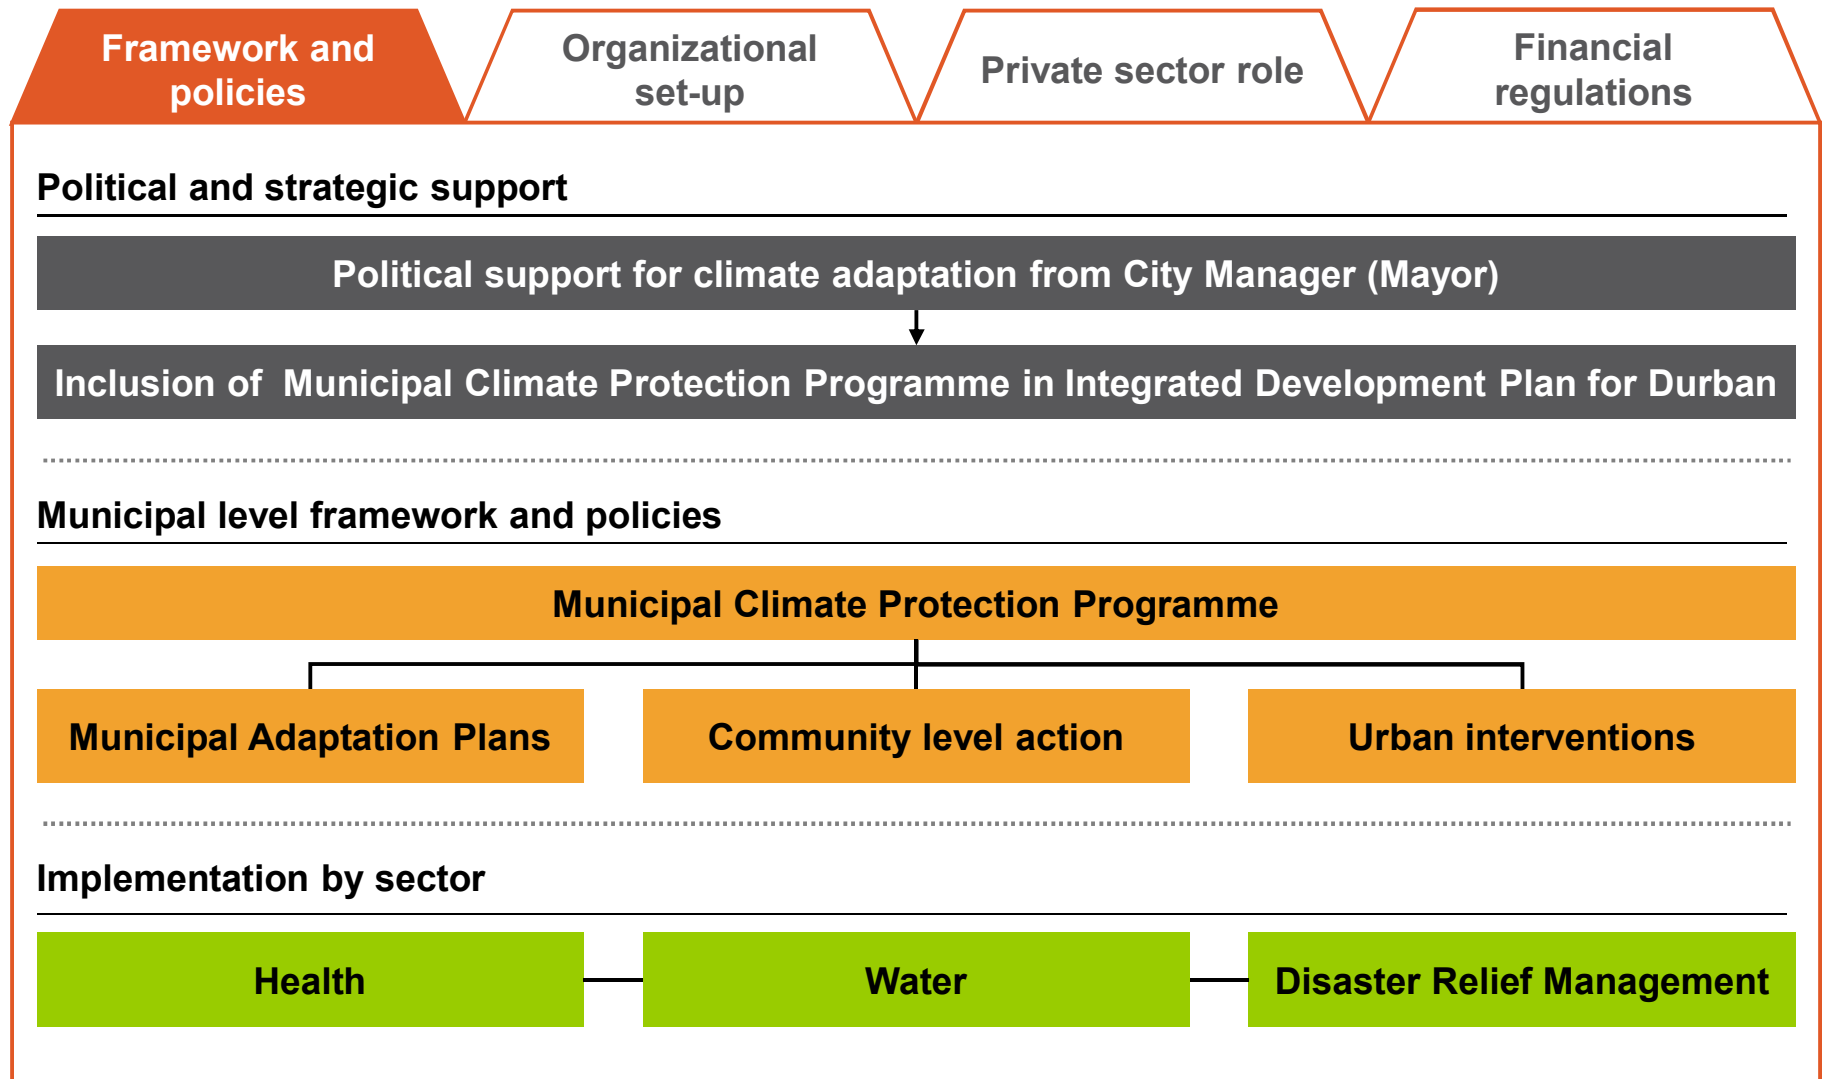 Framework and
policies
Organizational
set-up
Private sector role
Financial
regulations
Political and strategic support
Political support for climate adaptation from City Manager (Mayor)
Inclusion of  Municipal Climate Protection Programme in Integrated Development Plan for Durban
Municipal level framework and policies
Municipal Climate Protection Programme
Municipal Adaptation Plans
Community level action
Urban interventions
Implementation by sector
Health
Water
Disaster Relief Management